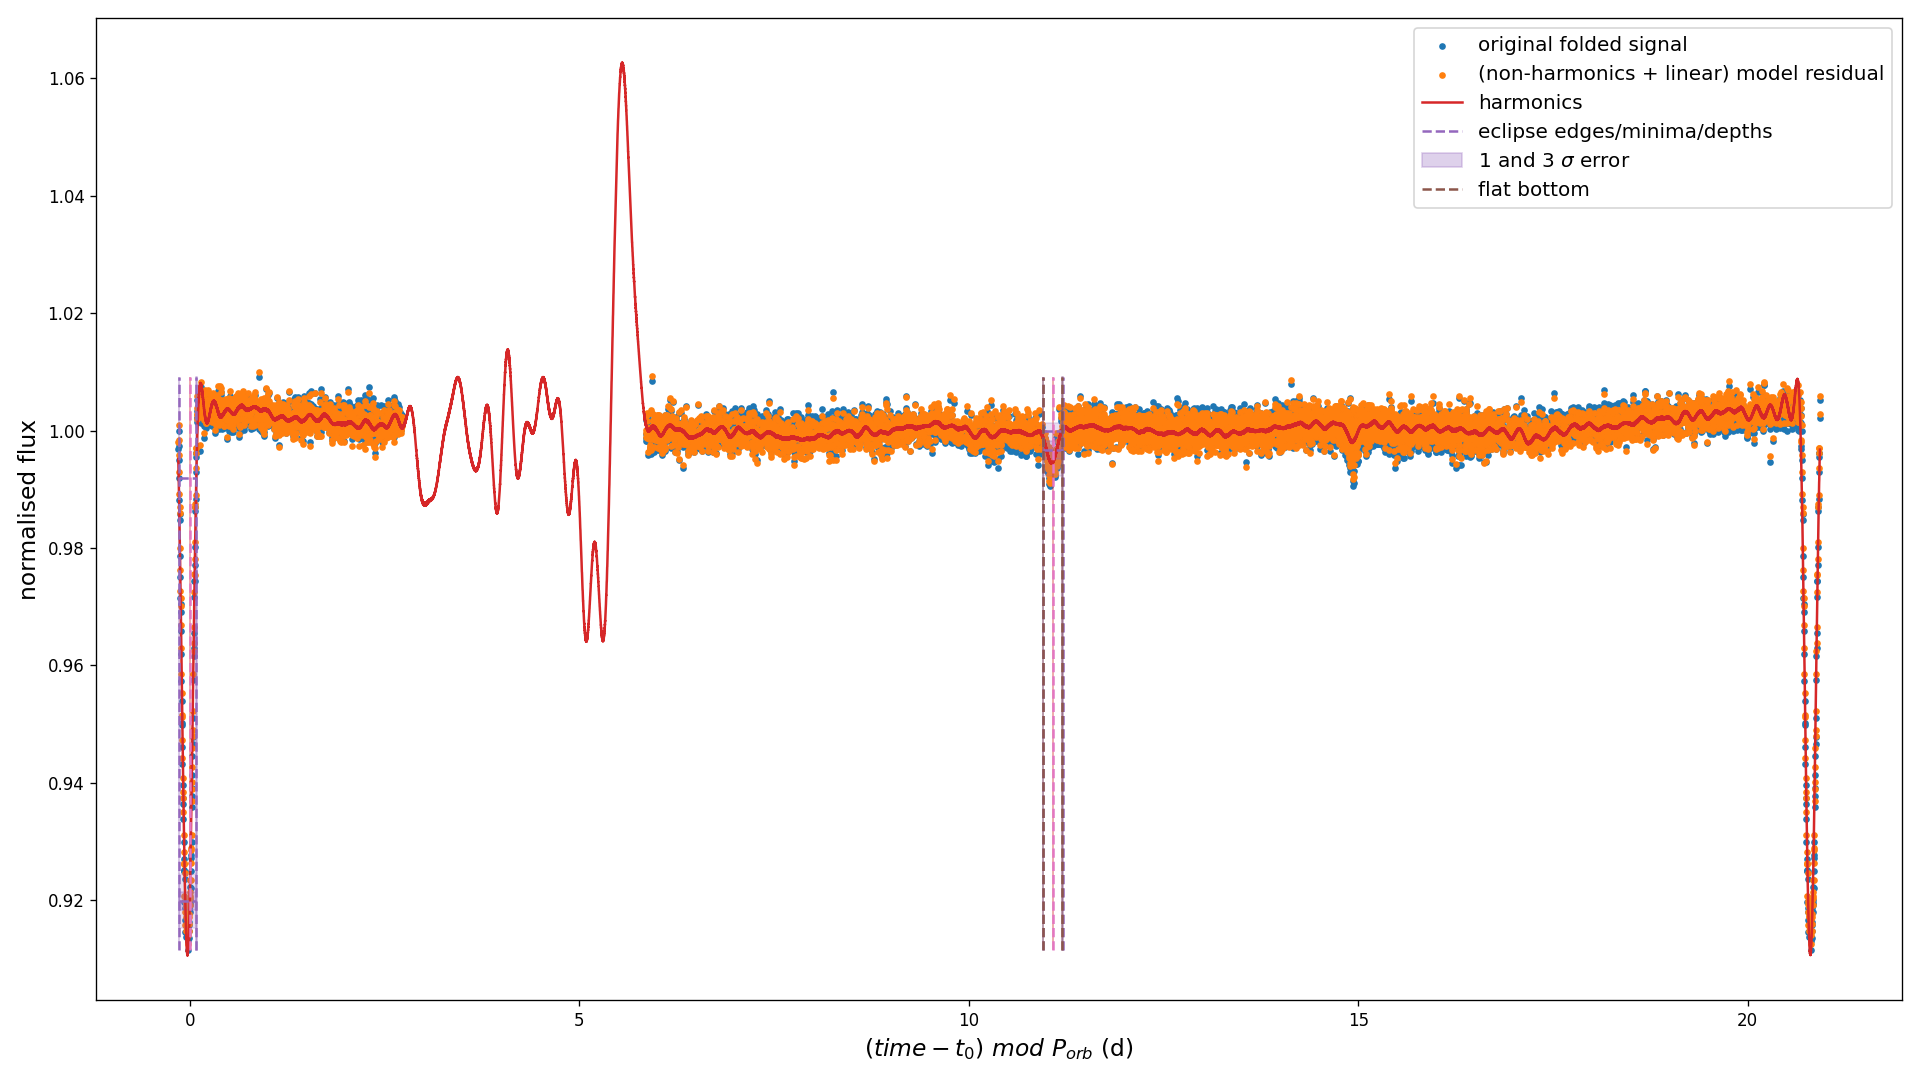 original folded signal
(non-harmonics + linear) model residual
harmonics
eclipse edges/minima/depths
1 and 3 σ error
flat bottom
normalised flux
1.06
1.04
1.02
1.00
0.98
0.96
0.94
0.92
0
5
10
15
20
(time − t₀) mod Pₒᵣb (d)